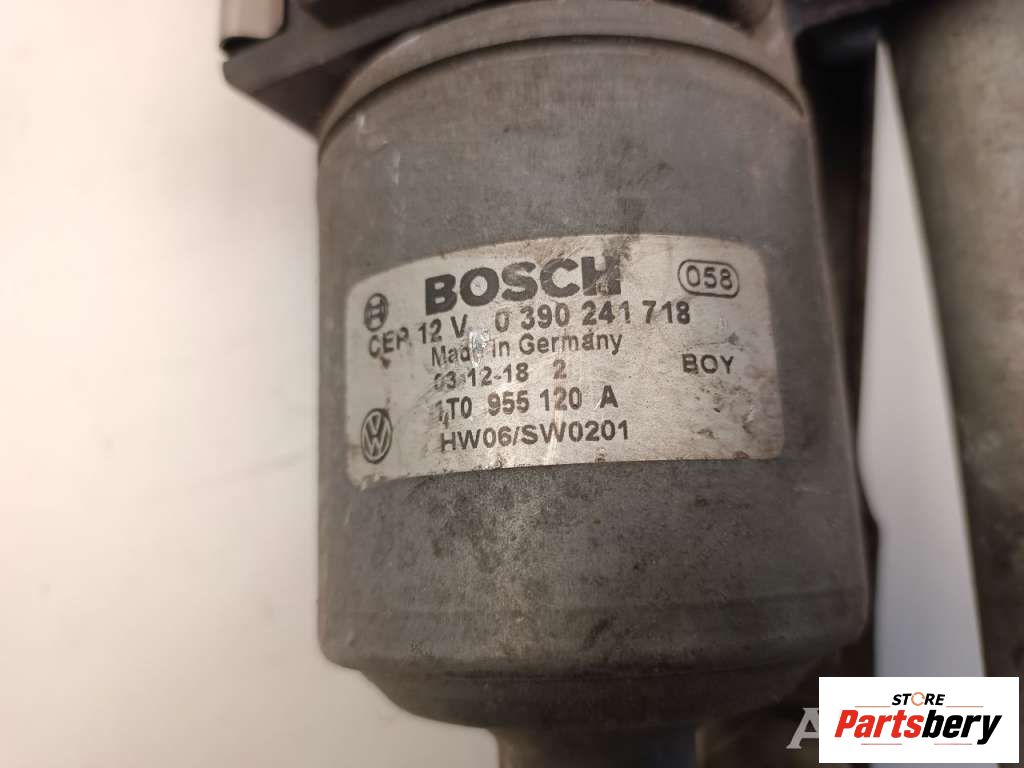 BOSCH 058
CEP. 12 V 0 390 241 718
Made in Germany
03-12-18 2 BOY
1T0 955 120 A
HW06/SW0201
STORE
Partsbery